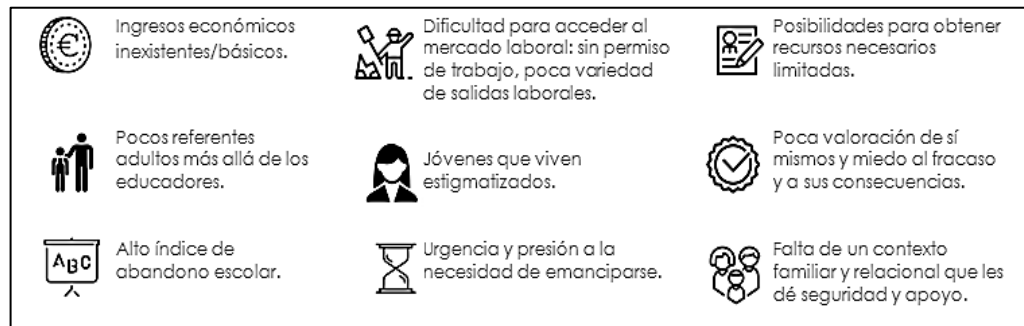 Ingresos económicos
inexistentes/básicos.
Dificultad para acceder al
mercado laboral: sin permiso
de trabajo, poca variedad
de salidas laborales.
Posibilidades para obtener
recursos necesarios
limitadas.
Pocos referentes
adultos más allá de los
educadores.
Jóvenes que viven
estigmatizados.
Poca valoración de sí
mismos y miedo al fracaso
y a sus consecuencias.
ABC
Alto índice de
abandono escolar.
Urgencia y presión a la
necesidad de emanciparse.
Falta de un contexto
familiar y relacional que les
dé seguridad y apoyo.